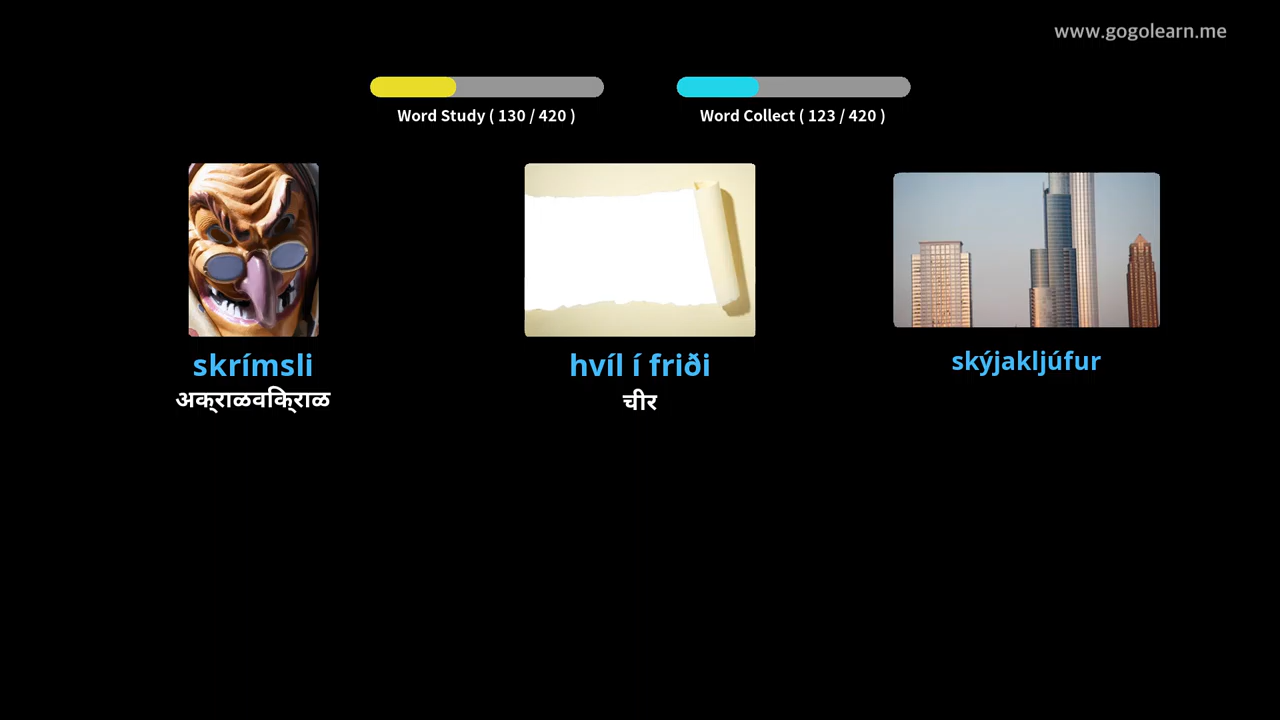 www.gogolearn.me
Word Study ( 130 / 420 )
Word Collect ( 123 / 420 )
skrímsli
अक्राळविक्राळ
hvíl í friði
चीर
skýjakljúfur